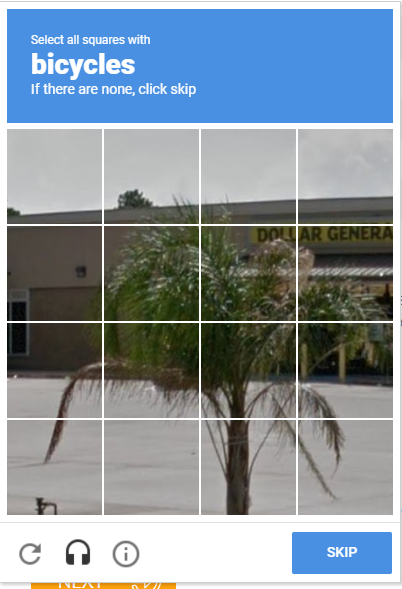 Select all squares with
bicycles
If there are none, click skip
DOLLAR GENERA
SKIP
NEXT